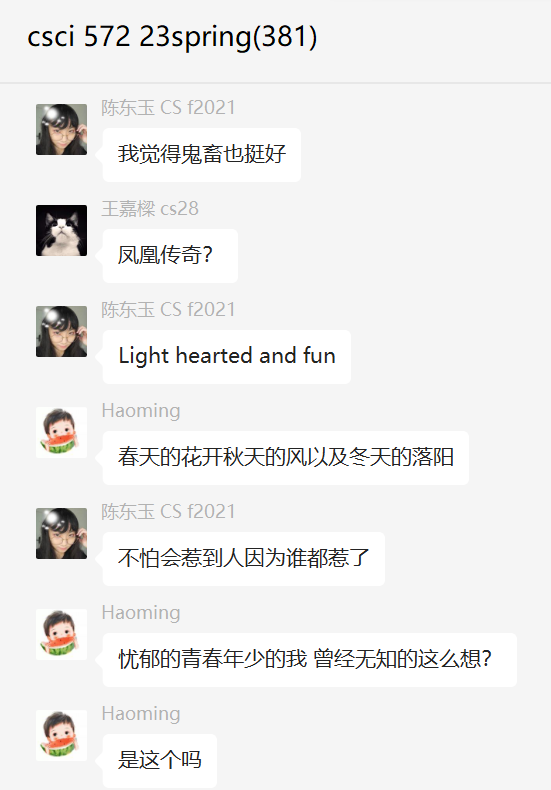 csci 572 23spring(381)
陈东玉 CS f2021
我觉得鬼畜也挺好
王嘉樑 cs28
凤凰传奇？
陈东玉 CS f2021
Light hearted and fun
Haoming
春天的花开秋天的风以及冬天的落阳
陈东玉 CS f2021
不怕会惹到人因为谁都惹了
Haoming
忧郁的青春年少的我 曾经无知的这么想？
Haoming
是这个吗